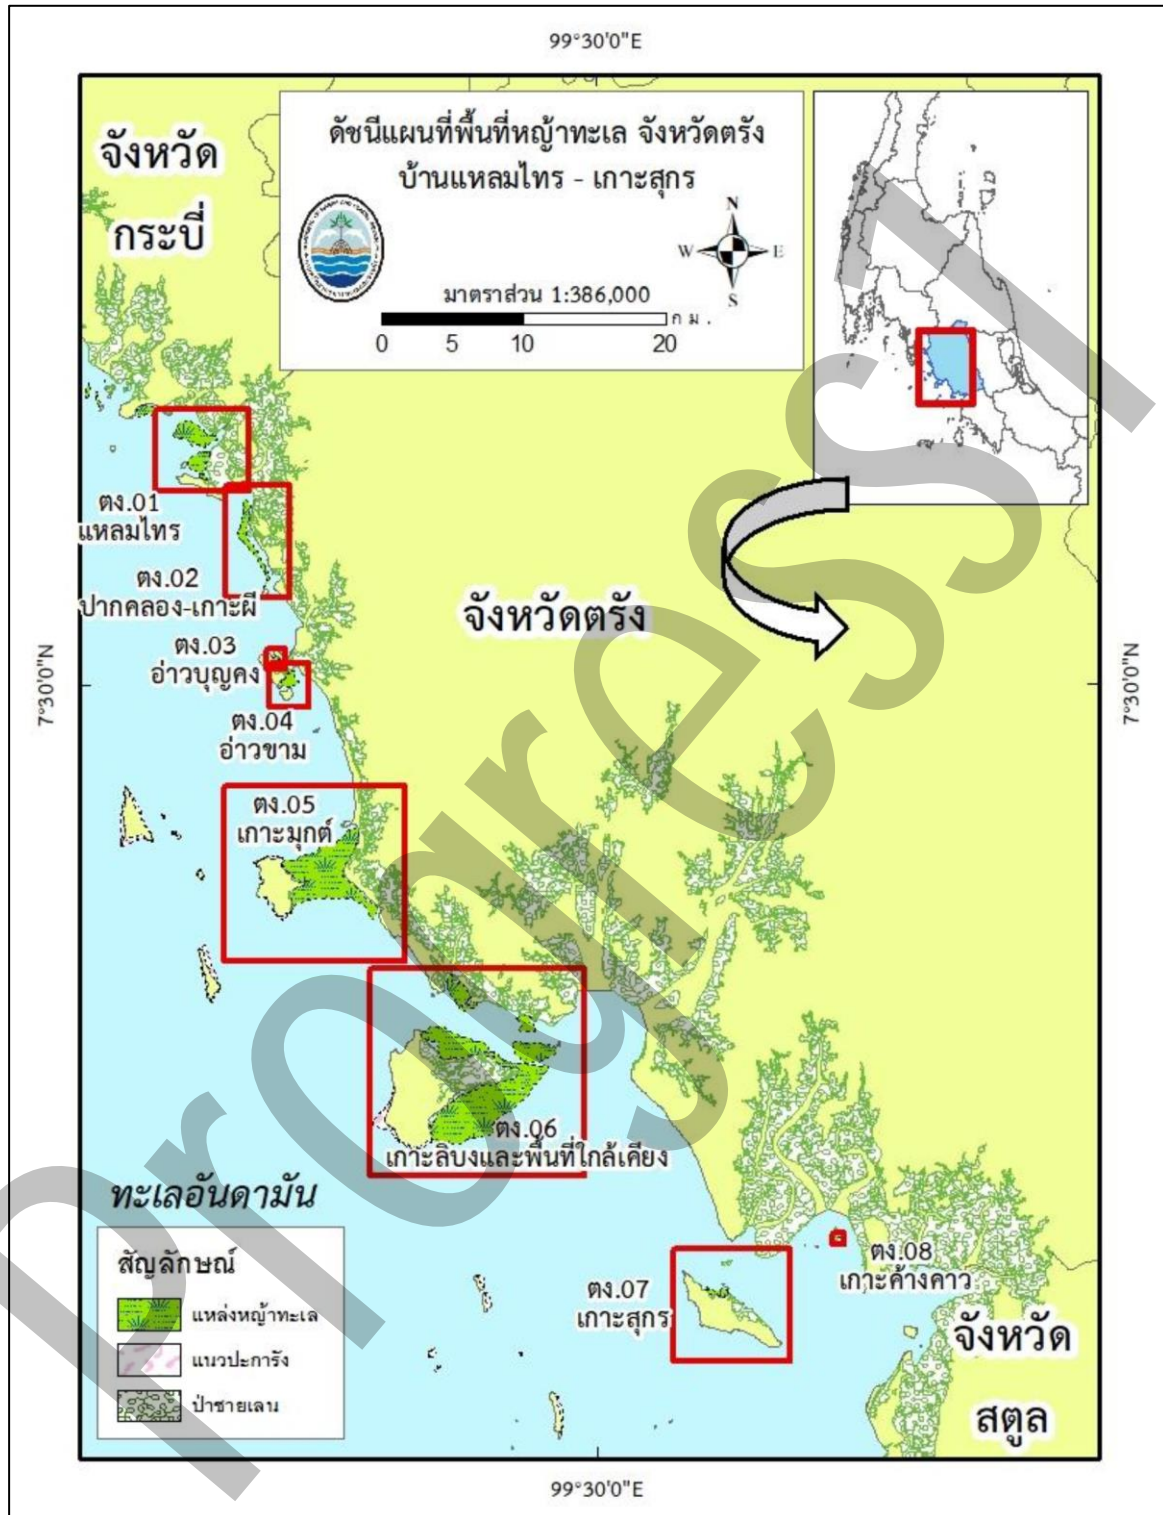 99°30'0"E
จังหวัด
กระบี่
ดัชนีแผนที่พื้นที่หญ้าทะเล จังหวัดตรัง
บ้านแหลมไทร - เกาะสุกร
N
W
E
S
มาตราส่วน 1:386,000
กม.
0 5 10 20
ตง.01
แหลมไทร
ตง.02
ปากคลอง-เกาะผี
จังหวัดตรัง
ตง.03
อ่าวบุญคง
7°30'0"N
7°30'0"N
ตง.04
อ่าวขาม
ตง.05
เกาะมุกต์
ตง.06
เกาะลิบงและพื้นที่ใกล้เคียง
ทะเลอันดามัน
สัญลักษณ์
แหล่งหญ้าทะเล
แนวปะการัง
ป่าชายเลน
ตง.07
เกาะสุกร
ตง.08
เกาะค้างคาว
จังหวัด
สตูล
99°30'0"E
Progress1